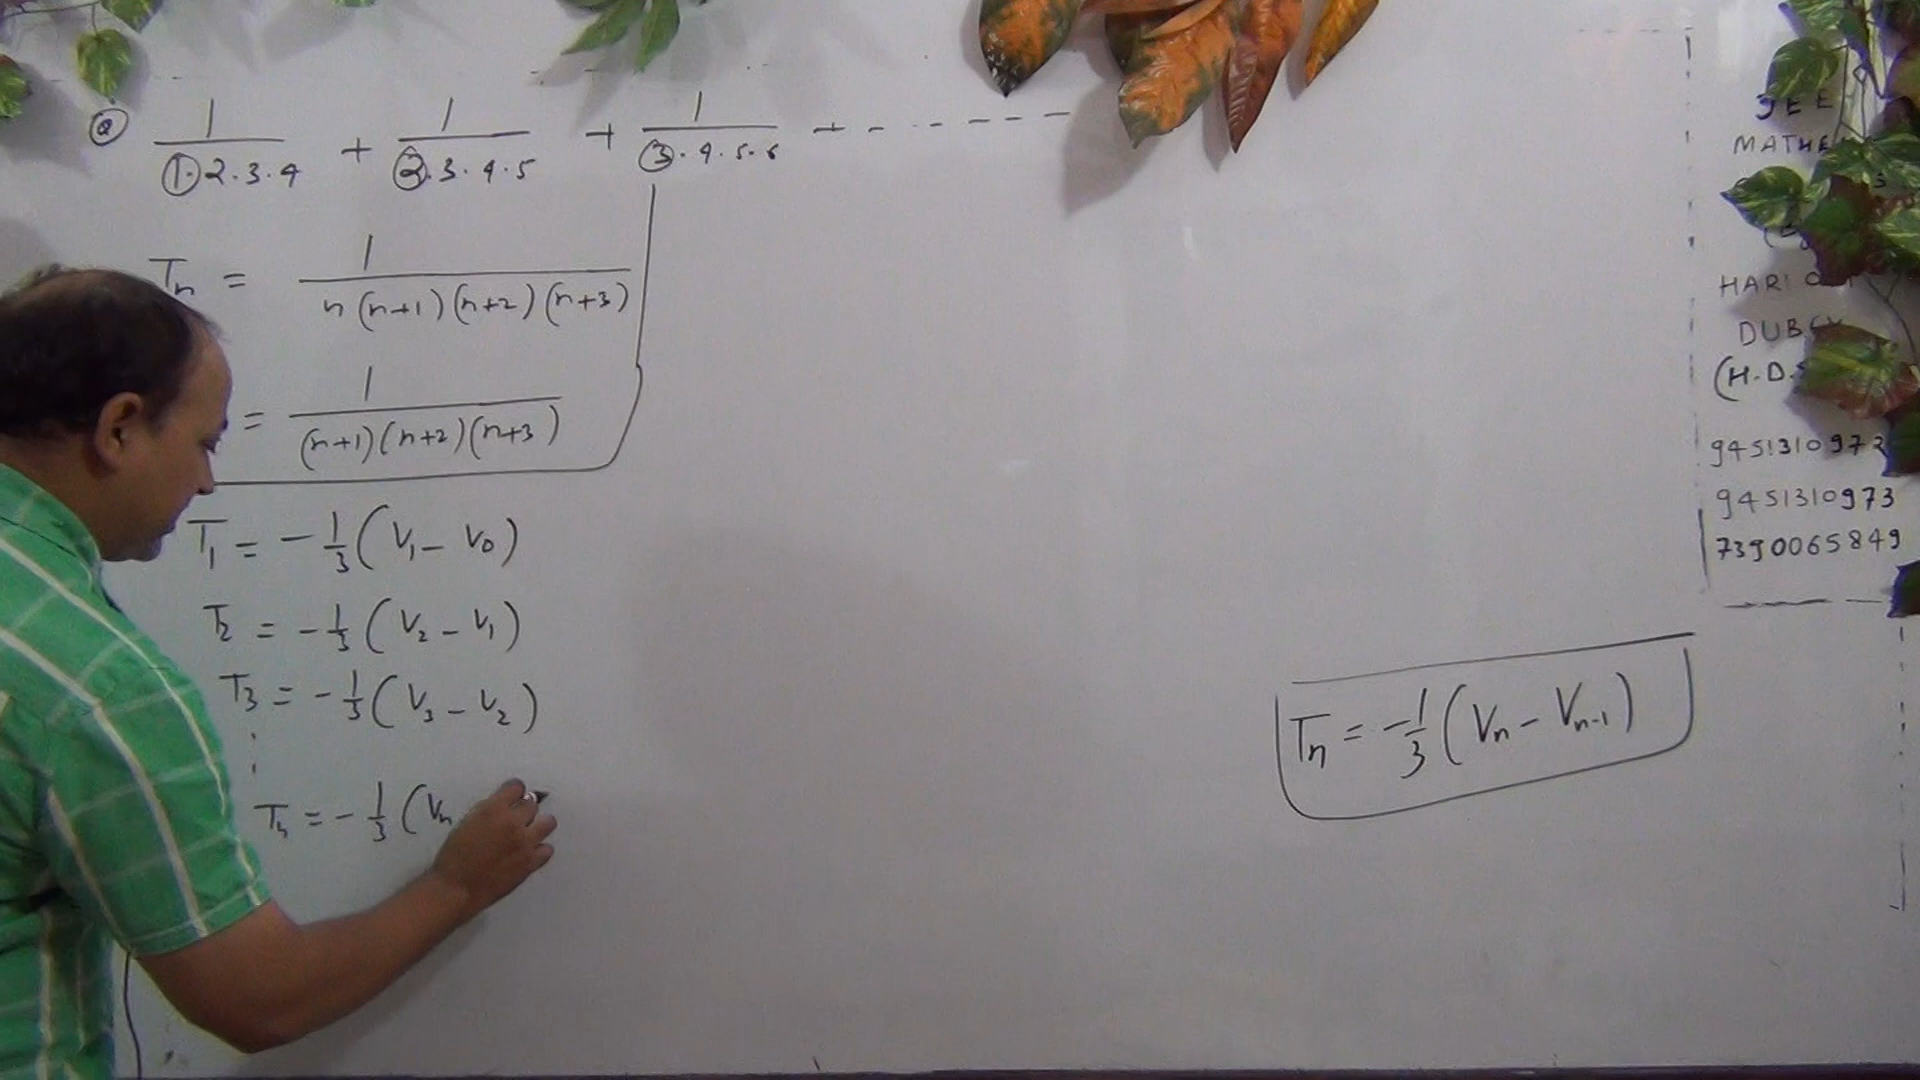 Q 1/(1.2.3.4) + 1/(2.3.4.5) + 1/(3.4.5.6) + - - - - - -
Tn = 1/(n(n+1)(n+2)(n+3))
= 1/((n+1)(n+2)(n+3))
T1 = -1/3 (V1 - V0)
T2 = -1/3 (V2 - V1)
T3 = -1/3 (V3 - V2)
Tn = -1/3 (Vn
Tn = -1/3 (Vn - Vn-1)
JEE
MATHE
HARI O
DUBEY
(H.D.
9451310972
9451310973
7390065849